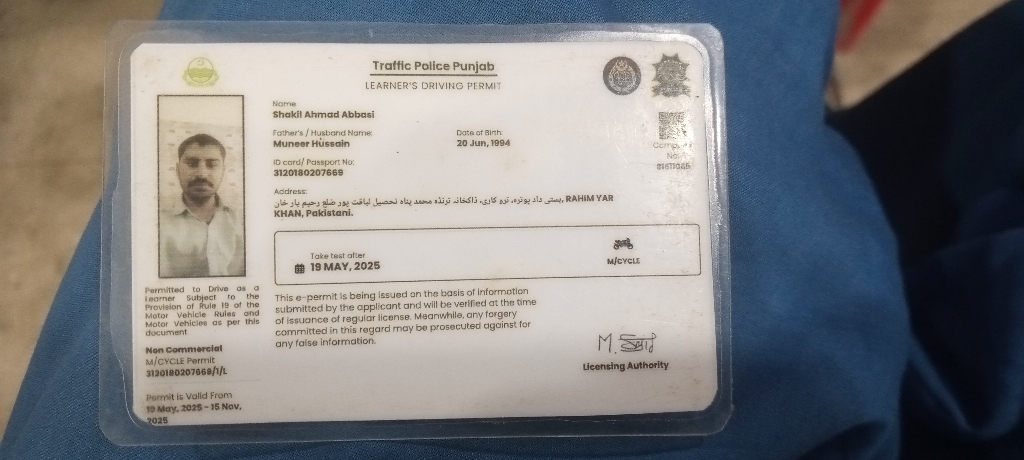 Traffic Police Punjab
LEARNER'S DRIVING PERMIT
Name
Shakil Ahmad Abbasi
Father's / Husband Name:
Muneer Hussain
Date of Birth:
20 Jun, 1994
ID card/ Passport No:
3120180207669
Address:
بستی داد پوترہ، ترو کاری، ڈاکخانہ ترنڈہ محمد پناہ تحصیل لیاقت پور ضلع رحیم یار خان, RAHIM YAR
KHAN, Pakistani.
No:
Take test after
19 MAY, 2025
M/CYCLE
Permitted to Drive as a
Learner Subject to the
Provision of Rule 19 of the
Motor Vehicle Rules and
Motor Vehicles as per this
document
Non Commercial
M/CYCLE Permit
3120180207669/1/L
Permit is Valid From
19 May, 2025 - 15 Nov,
2025
This e-permit is being issued on the basis of information
submitted by the applicant and will be verified at the time
of issuance of regular license. Meanwhile, any forgery
committed in this regard may be prosecuted against for
any false information.
Licensing Authority